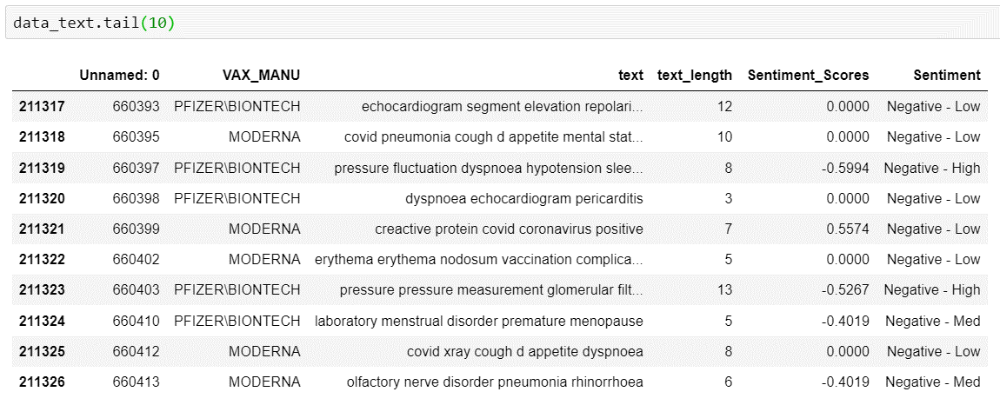 data_text.tail(10)
Unnamed: 0 VAX_MANU text text_length Sentiment_Scores Sentiment
211317 660393 PFIZER\BIONTECH echocardiogram segment elevation repolari... 12 0.0000 Negative - Low
211318 660395 MODERNA covid pneumonia cough d appetite mental stat... 10 0.0000 Negative - Low
211319 660397 PFIZER\BIONTECH pressure fluctuation dyspnoea hypotension slee... 8 -0.5994 Negative - High
211320 660398 PFIZER\BIONTECH dyspnoea echocardiogram pericarditis 3 0.0000 Negative - Low
211321 660399 MODERNA creactive protein covid coronavirus positive 7 0.5574 Negative - Low
211322 660402 MODERNA erythema erythema nodosum vaccination complica... 5 0.0000 Negative - Low
211323 660403 PFIZER\BIONTECH pressure pressure measurement glomerular filt... 13 -0.5267 Negative - High
211324 660410 PFIZER\BIONTECH laboratory menstrual disorder premature menopause 5 -0.4019 Negative - Med
211325 660412 MODERNA covid xray cough d appetite dyspnoea 8 0.0000 Negative - Low
211326 660413 MODERNA olfactory nerve disorder pneumonia rhinorrhoea 6 -0.4019 Negative - Med